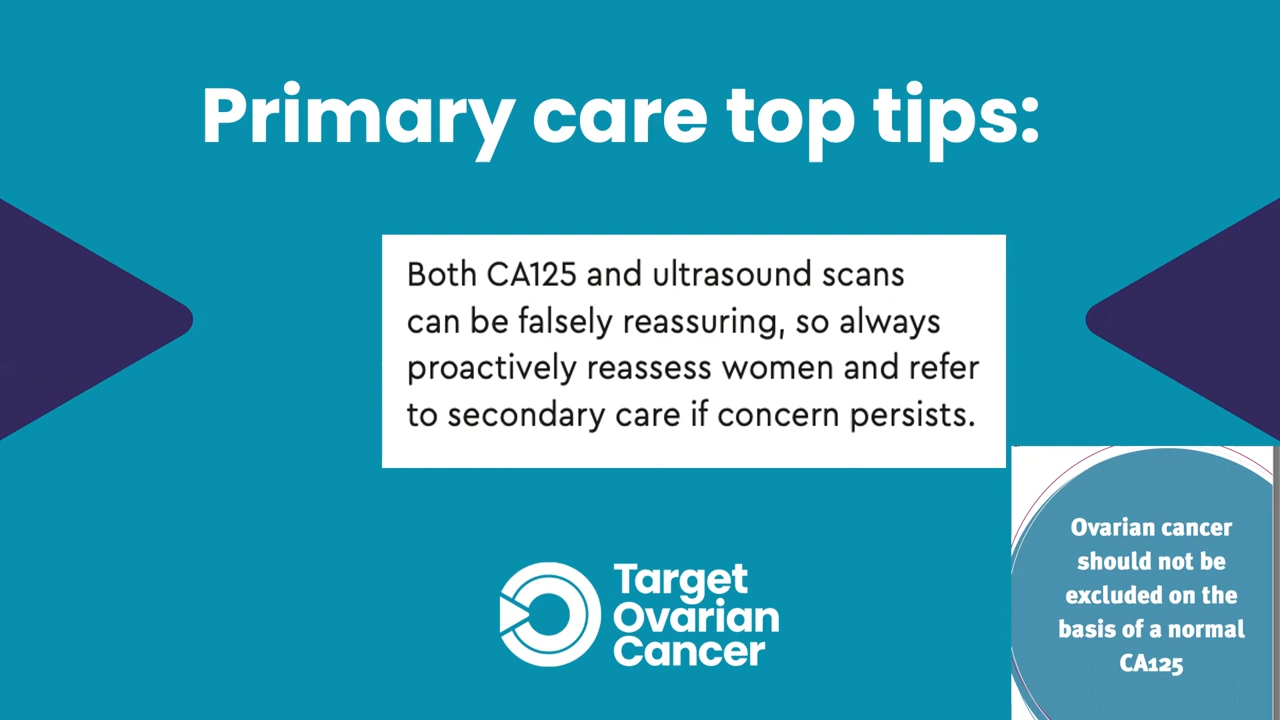 Primary care top tips:
Both CA125 and ultrasound scans
can be falsely reassuring, so always
proactively reassess women and refer
to secondary care if concern persists.
Ovarian cancer
should not be
excluded on the
basis of a normal
CA125
Target
Ovarian
Cancer